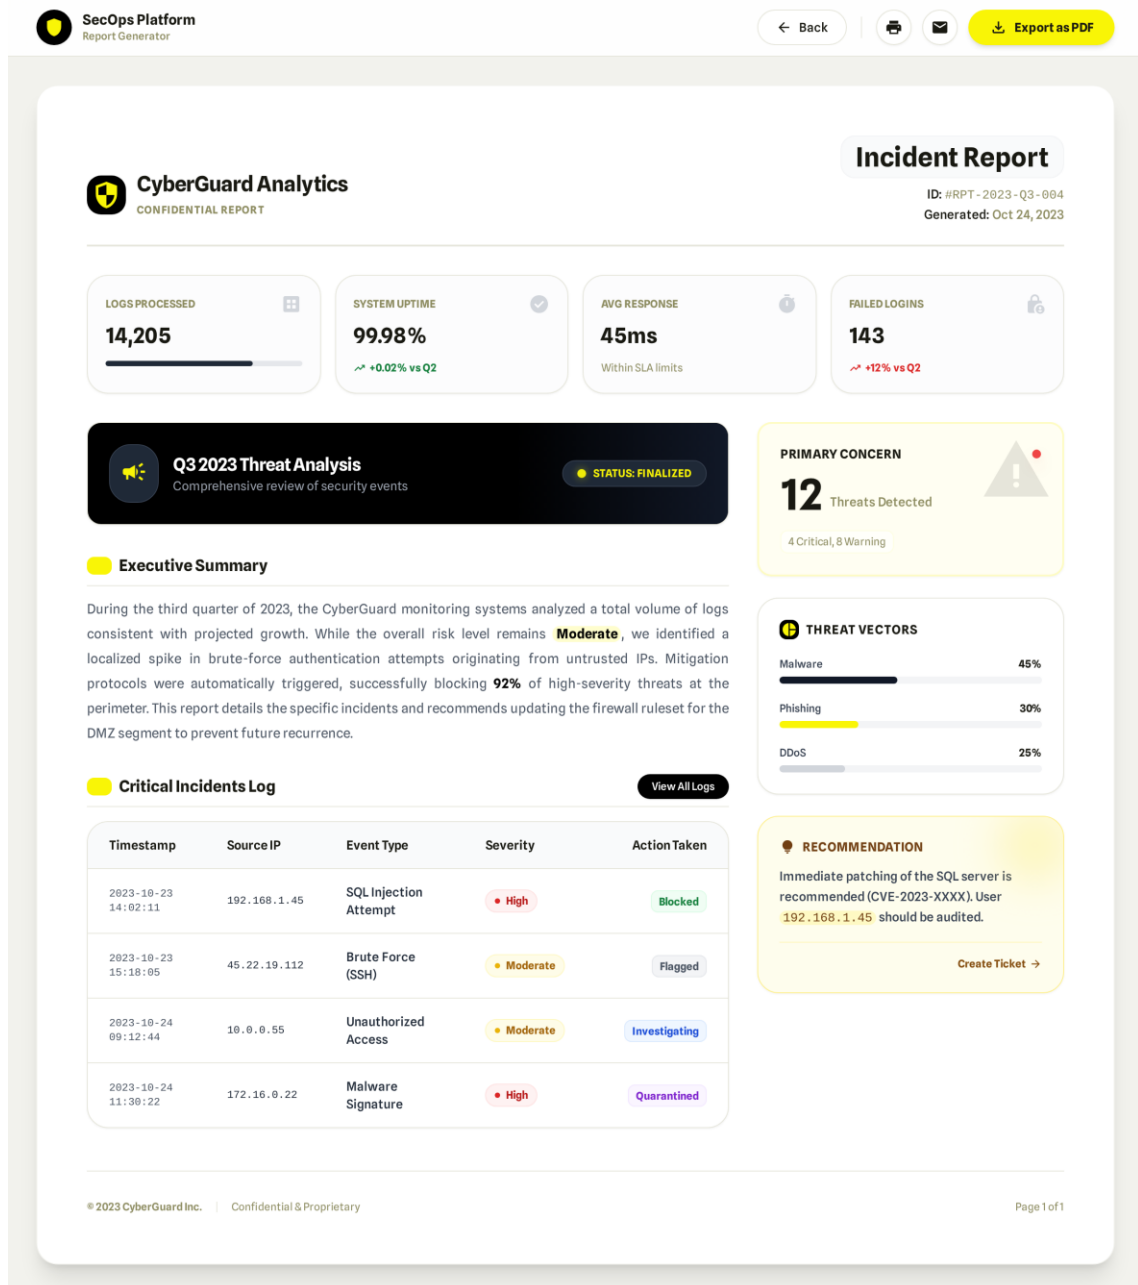 SecOps Platform
Report Generator
Back
Export as PDF
CyberGuard Analytics
CONFIDENTIAL REPORT
Incident Report
ID: #RPT-2023-Q3-004
Generated: Oct 24, 2023
LOGS PROCESSED
14,205
SYSTEM UPTIME
99.98%
+0.02% vs Q2
AVG RESPONSE
45ms
Within SLA limits
FAILED LOGINS
143
+12% vs Q2
Q3 2023 Threat Analysis
Comprehensive review of security events
STATUS: FINALIZED
Executive Summary
During the third quarter of 2023, the CyberGuard monitoring systems analyzed a total volume of logs
consistent with projected growth. While the overall risk level remains Moderate, we identified a
localized spike in brute-force authentication attempts originating from untrusted IPs. Mitigation
protocols were automatically triggered, successfully blocking 92% of high-severity threats at the
perimeter. This report details the specific incidents and recommends updating the firewall ruleset for the
DMZ segment to prevent future recurrence.
Critical Incidents Log
View All Logs
Timestamp Source IP Event Type Severity Action Taken
2023-10-23
14:02:11
192.168.1.45
SQL Injection
Attempt
High
Blocked
2023-10-23
15:18:05
45.22.19.112
Brute Force
(SSH)
Moderate
Flagged
2023-10-24
09:12:44
10.0.0.55
Unauthorized
Access
Moderate
Investigating
2023-10-24
11:30:22
172.16.0.22
Malware
Signature
High
Quarantined
PRIMARY CONCERN
12 Threats Detected
4 Critical, 8 Warning
THREAT VECTORS
Malware 45%
Phishing 30%
DDoS 25%
RECOMMENDATION
Immediate patching of the SQL server is
recommended (CVE-2023-XXXX). User
192.168.1.45 should be audited.
Create Ticket →
© 2023 CyberGuard Inc.
Confidential & Proprietary
Page 1 of 1